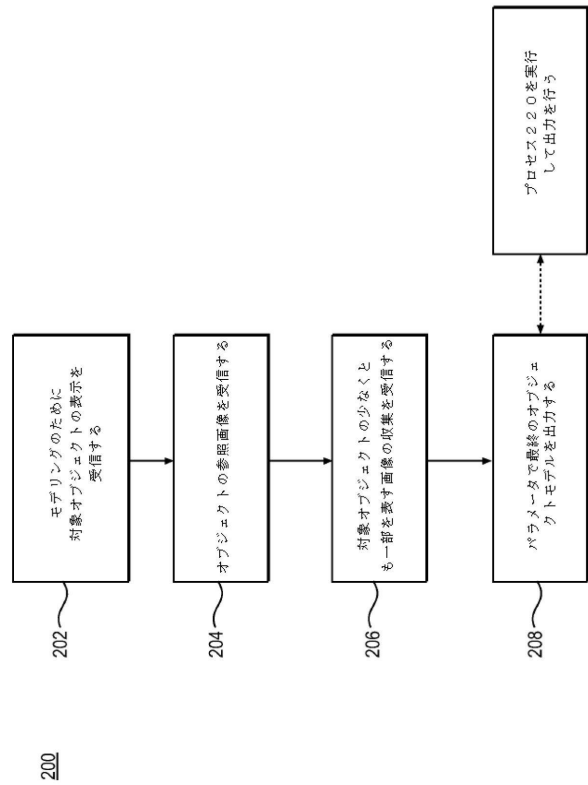 200
202
モデリングのために
対象オブジェクトの表示を
受信する
204
オブジェクトの参照画像を受信する
206
対象オブジェクトの少なくと
も一部を表す画像の収集を受信する
208
パラメータで最終のオブジェ
クトモデルを出力する
プロセス220を実行
して出力を行う